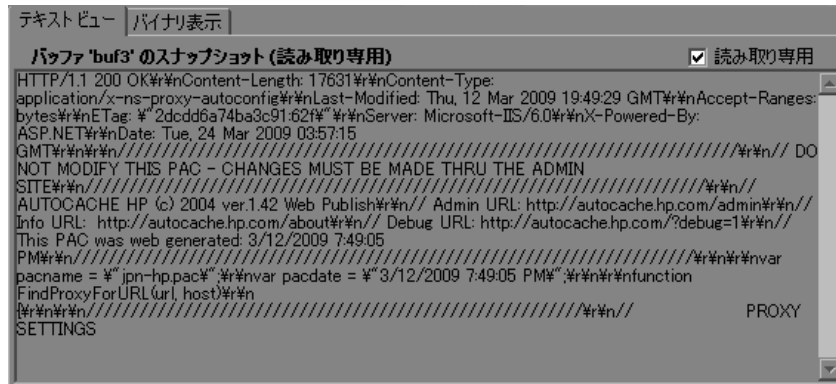 テキスト ビュー バイナリ表示
バッファ 'buf3' のスナップショット (読み取り専用) 読み取り専用
HTTP/1.1 200 OK¥r¥nContent-Length: 17631¥r¥nContent-Type:
application/x-ns-proxy-autoconfig¥r¥nLast-Modified: Thu, 12 Mar 2009 19:49:29 GMT¥r¥nAccept-Ranges:
bytes¥r¥nETag: ¥"2dcdd6a74ba3c91:62f¥"¥r¥nServer: Microsoft-IIS/6.0¥r¥nX-Powered-By:
ASP.NET¥r¥nDate: Tue, 24 Mar 2009 03:57:15
GMT¥r¥n¥r¥n//////////////////////////////////////////////////////////////////////////////¥r¥n// DO
NOT MODIFY THIS PAC - CHANGES MUST BE MADE THRU THE ADMIN
SITE¥r¥n//////////////////////////////////////////////////////////////////////////////¥r¥n//
AUTOCACHE HP (c) 2004 ver.1.42 Web Publish¥r¥n// Admin URL: http://autocache.hp.com/admin¥r¥n//
Info URL: http://autocache.hp.com/about¥r¥n// Debug URL: http://autocache.hp.com/?debug=1¥r¥n//
This PAC was web generated: 3/12/2009 7:49:05
PM¥r¥n//////////////////////////////////////////////////////////////////////////////¥r¥n¥r¥nvar
pacname = ¥"jpn-hp.pac¥";¥r¥nvar pacdate = ¥"3/12/2009 7:49:05 PM¥";¥r¥n¥r¥nfunction
FindProxyForURL(url, host)¥r¥n
{¥r¥n¥r¥n//////////////////////////////////////////////////////////////¥r¥n// PROXY
SETTINGS